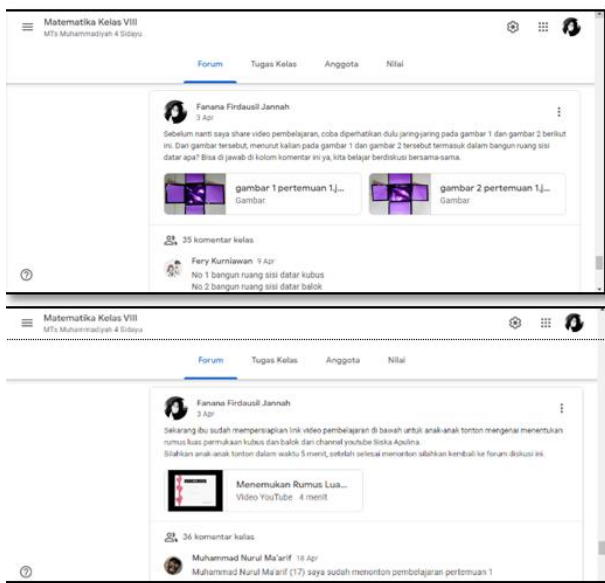 Matematika Kelas VIII
MTs Muhammadiyah 4 Sidayu
Forum Tugas Kelas Anggota Nilai
Fanana Firdausil Jannah
3 Apr
Sebelum nanti saya share video pembelajaran, coba diperhatikan dulu jaring-jaring pada gambar 1 dan gambar 2 berikut
ini. Dari gambar tersebut, menurut kalian pada gambar 1 dan gambar 2 tersebut termasuk dalam bangun ruang sisi
datar apa? Bisa di jawab di kolom komentar ini ya, kita belajar berdiskusi bersama-sama.
gambar 1 pertemuan 1.j...
Gambar
gambar 2 pertemuan 1.j...
Gambar
35 komentar kelas
Fery Kurniawan 9 Apr
No 1 bangun ruang sisi datar kubus
No 2 bangun ruang sisi datar balok
Matematika Kelas VIII
MTs Muhammadiyah 4 Sidayu
Forum Tugas Kelas Anggota Nilai
Fanana Firdausil Jannah
3 Apr
Sekarang ibu sudah mempersiapkan link video pembelajaran di bawah untuk anak-anak tonton mengenai menentukan
rumus luas permukaan kubus dan balok dari channel youtube Siska Apulina.
Silahkan anak-anak tonton dalam waktu 5 menit, setelah selesai menonton silahkan kembali ke forum diskusi ini.
Menemukan Rumus Lua...
Video YouTube 4 menit
36 komentar kelas
Muhammad Nurul Ma'arif 18 Apr
Muhammad Nurul Ma'arif (17) saya sudah menonton pembelajaran pertemuan 1